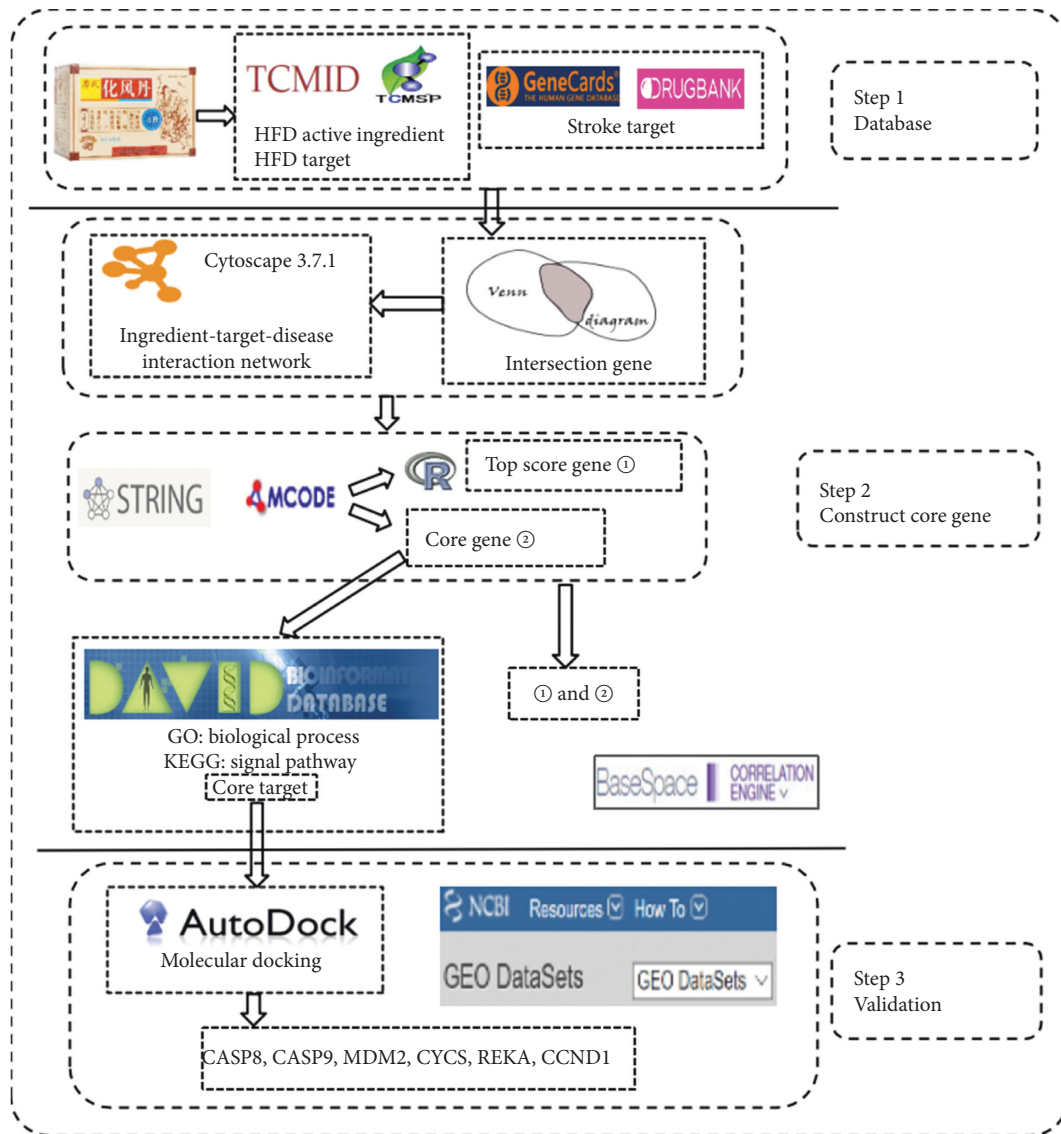 化风丹
TCMID
TCMSP
HFD active ingredient
HFD target
GeneCards®
THE HUMAN GENE DATABASE
DRUGBANK
Stroke target
Step 1
Database
Cytoscape 3.7.1
Ingredient-target-disease
interaction network
Venn
diagram
Intersection gene
STRING
MCODE
R
Top score gene ①
Core gene ②
Step 2
Construct core gene
DAVID BIOINFORMATI
DATABASE
GO: biological process
KEGG: signal pathway
Core target
① and ②
BaseSpace
CORRELATION
ENGINE
AutoDock
Molecular docking
NCBI Resources How To
GEO DataSets GEO DataSets
CASP8, CASP9, MDM2, CYCS, REKA, CCND1
Step 3
Validation